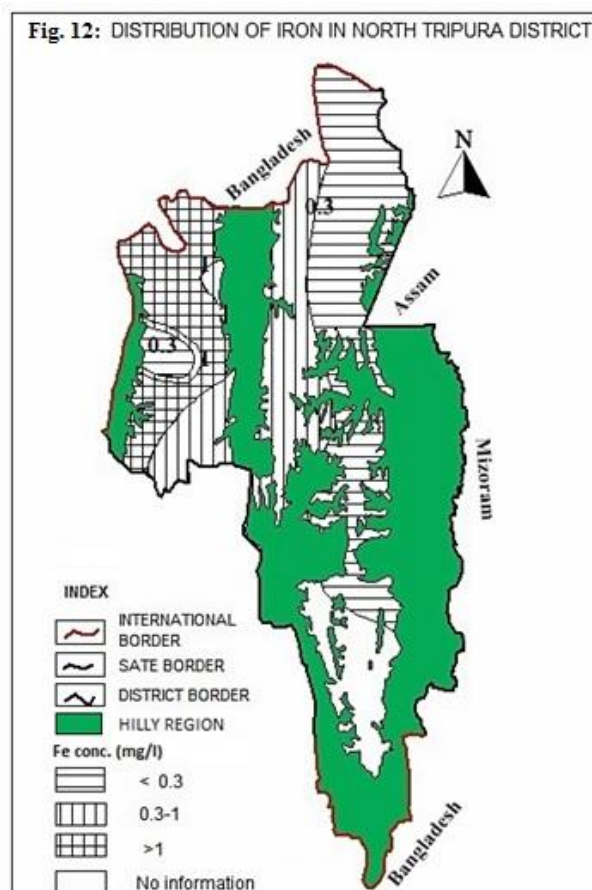 Fig. 12: DISTRIBUTION OF IRON IN NORTH TRIPURA DISTRICT
N
Bangladesh
0.3
Assam
1
0.3
1
Mizoram
INDEX
INTERNATIONAL
BORDER
SATE BORDER
DISTRICT BORDER
HILLY REGION
Fe conc. (mg/l)
< 0.3
0.3-1
>1
No information
Bangladesh